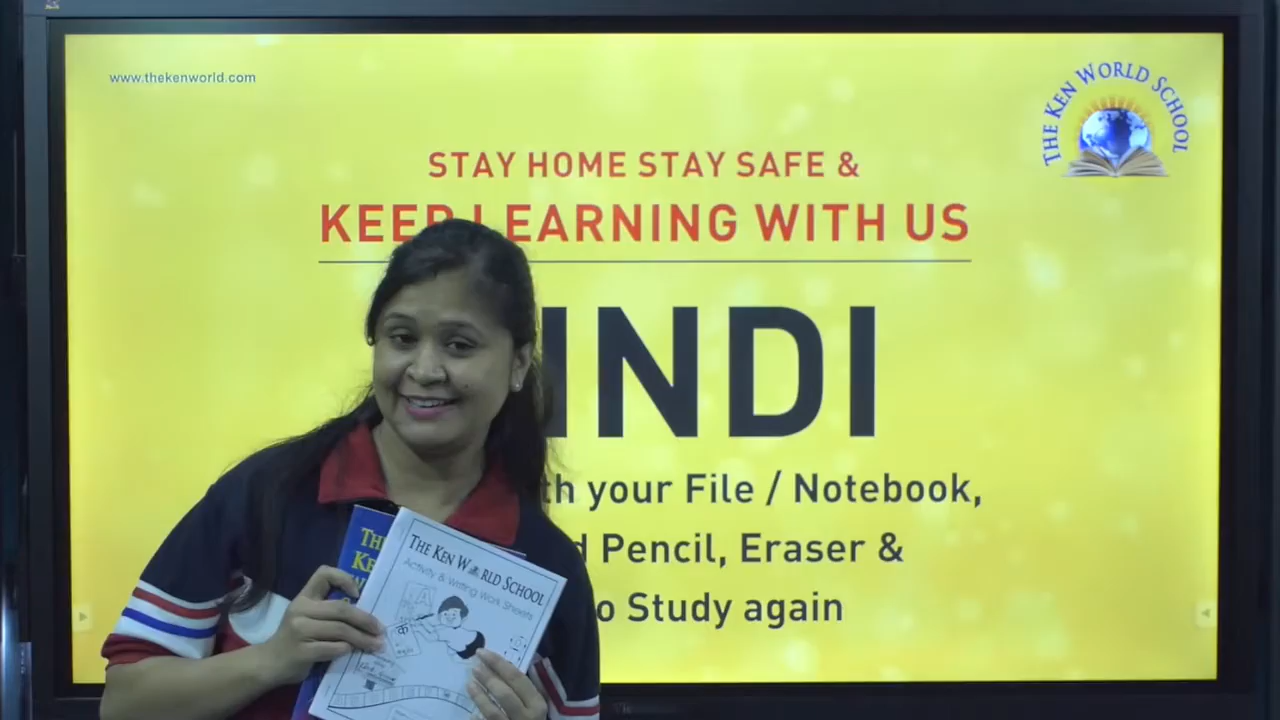 www.thekenworld.com
THE KEN WORLD SCHOOL
STAY HOME STAY SAFE &
KEEP LEARNING WITH US
INDI
th your File / Notebook,
d Pencil, Eraser &
o Study again
THE KEN WORLD SCHOOL
Activity & Writing Work Sheets
क